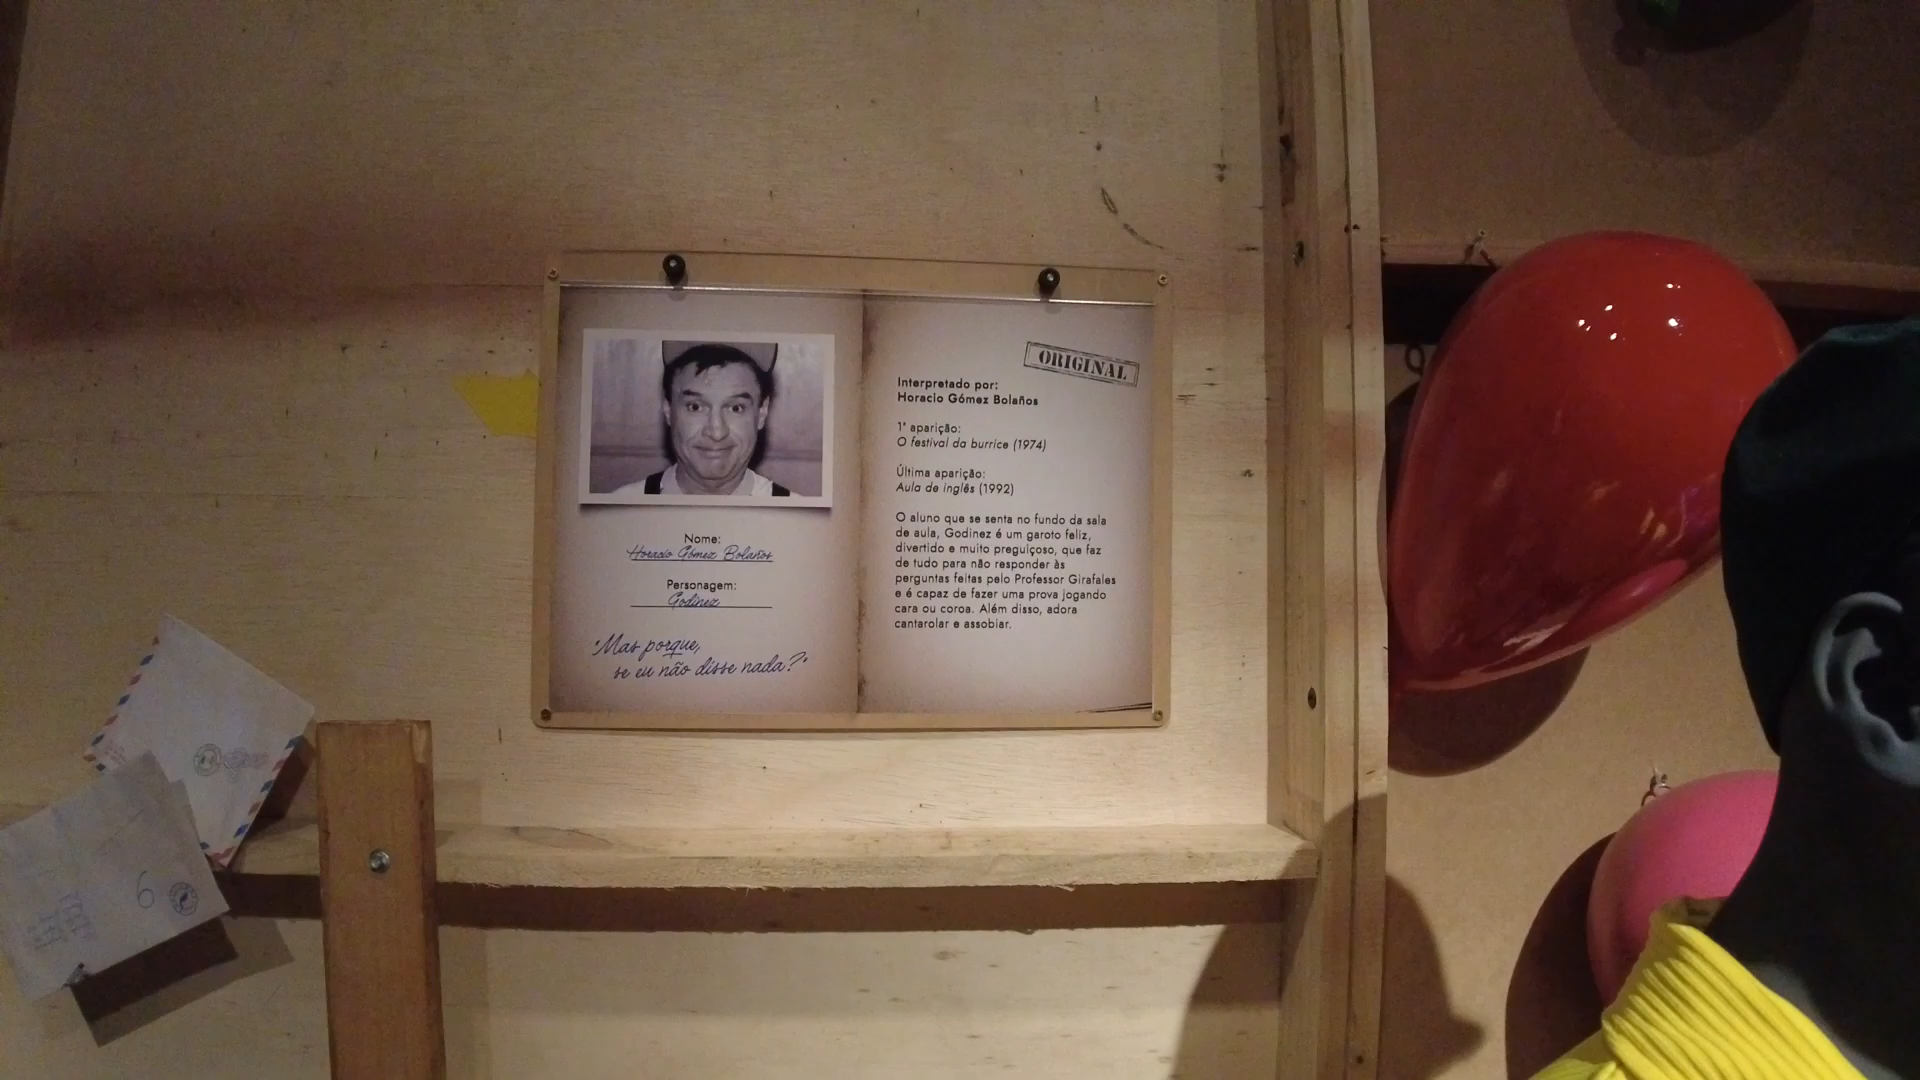 Nome:
Horacio Gómez Bolaños
Personagem:
Godinez
"Mas porque,
se eu não disse nada?"
ORIGINAL
Interpretado por:
Horacio Gómez Bolaños
1ª aparição:
O festival da burrice (1974)
Última aparição:
Aula de inglês (1992)
O aluno que se senta no fundo da sala
de aula, Godinez é um garoto feliz,
divertido e muito preguiçoso, que faz
de tudo para não responder às
perguntas feitas pelo Professor Girafales
e é capaz de fazer uma prova jogando
cara ou coroa. Além disso, adora
cantarolar e assobiar.
6